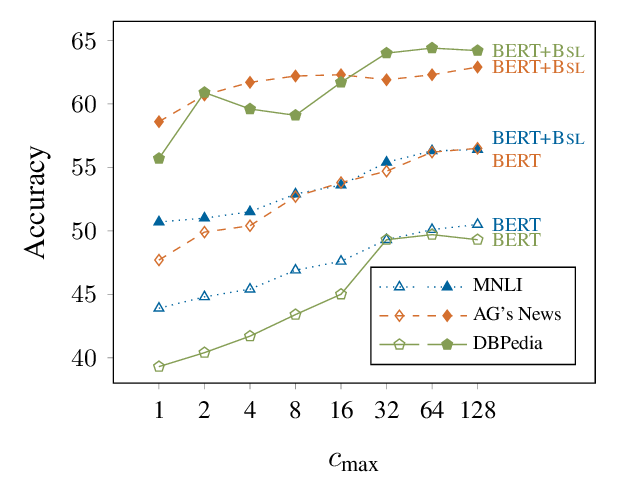 65
60
55
50
45
40
Accuracy
BERT+BSL
BERT+BSL
BERT+BSL
BERT
BERT
BERT
MNLI
AG's News
DBPedia
1 2 4 8 16 32 64 128
cmax